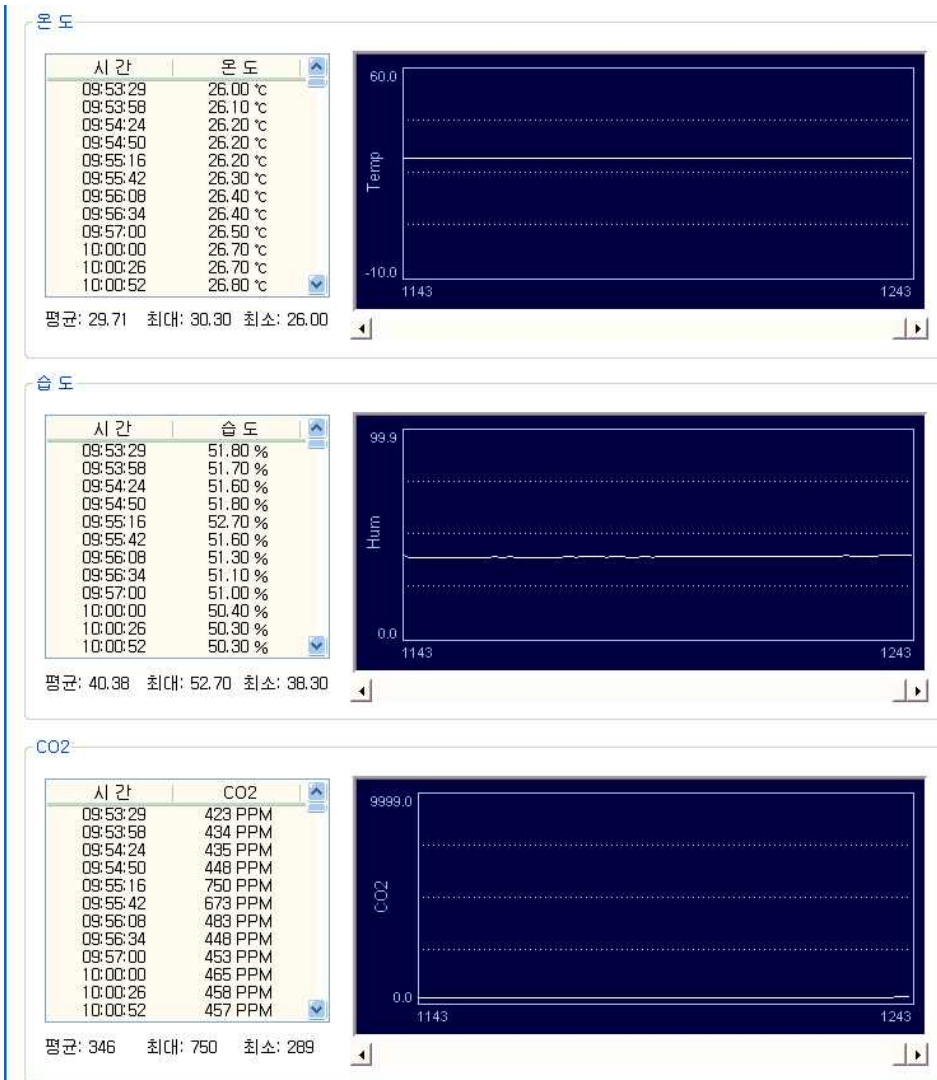 온 도
시 간 온 도
09:53:29 26.00 ℃
09:53:58 26.10 ℃
09:54:24 26.20 ℃
09:54:50 26.20 ℃
09:55:16 26.20 ℃
09:55:42 26.30 ℃
09:56:08 26.40 ℃
09:56:34 26.40 ℃
09:57:00 26.50 ℃
10:00:00 26.70 ℃
10:00:26 26.70 ℃
10:00:52 26.80 ℃
평균: 29.71 최대: 30.30 최소: 26.00
60.0
Temp
-10.0
1143 1243
습 도
시 간 습 도
09:53:29 51.80 %
09:53:58 51.70 %
09:54:24 51.60 %
09:54:50 51.80 %
09:55:16 52.70 %
09:55:42 51.60 %
09:56:08 51.30 %
09:56:34 51.10 %
09:57:00 51.00 %
10:00:00 50.40 %
10:00:26 50.30 %
10:00:52 50.30 %
평균: 40.38 최대: 52.70 최소: 38.30
99.9
Hum
0.0
1143 1243
CO2
시 간 CO2
09:53:29 423 PPM
09:53:58 434 PPM
09:54:24 435 PPM
09:54:50 448 PPM
09:55:16 750 PPM
09:55:42 673 PPM
09:56:08 483 PPM
09:56:34 448 PPM
09:57:00 453 PPM
10:00:00 465 PPM
10:00:26 458 PPM
10:00:52 457 PPM
평균: 346 최대: 750 최소: 289
9999.0
CO2
0.0
1143 1243